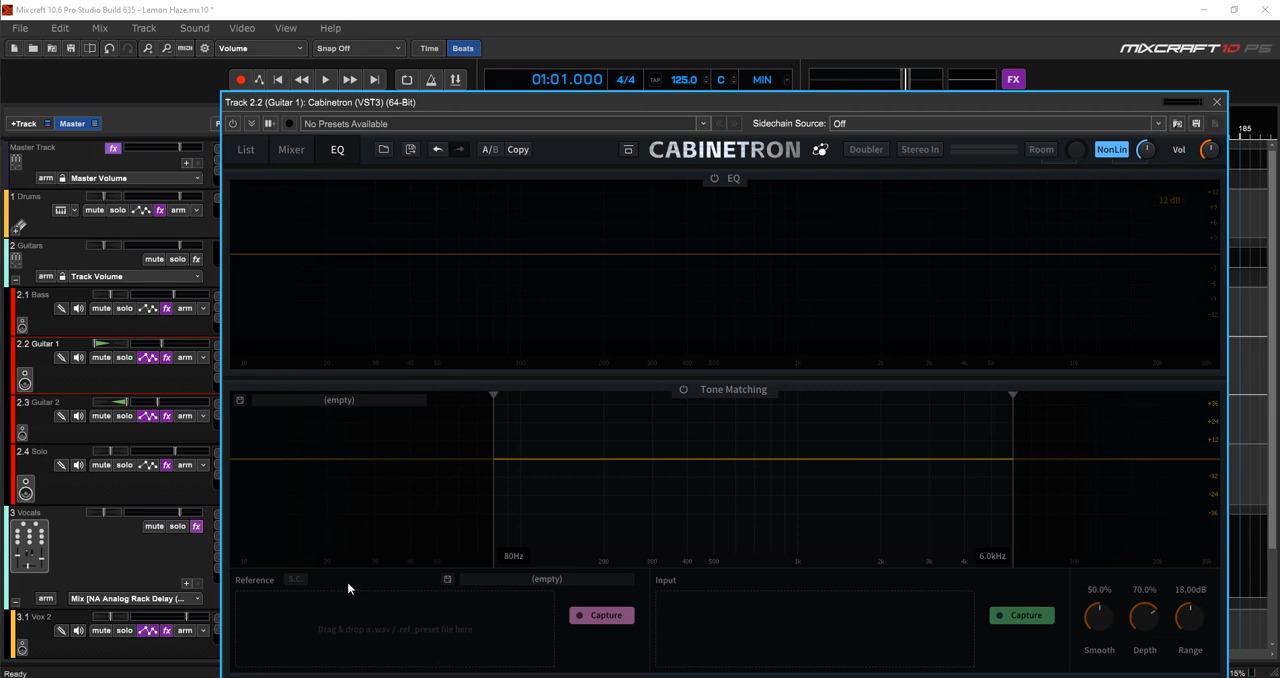 Mixcraft 10.6 Pro Studio Build 635 - Lemon Haze.mx10 *
File Edit Mix Track Sound Video View Help
Volume Snap Off Time Beats MIXCRAFT 10 PS
01:01.000 4/4 TAP 125.0 C MIN FX
Track 2.2 (Guitar 1): Cabinetron (VST3) (64-Bit)
+Track Master
No Presets Available Sidechain Source: Off
185
List Mixer EQ A/B Copy CABINETRON Doubler Stereo In Room NonLin Vol
Master Track fx
arm Master Volume
EQ
12 dB
1 Drums
mute solo fx arm
2 Guitars
mute solo fx
arm Track Volume
2.1 Bass
mute solo fx arm
2.2 Guitar 1
mute solo fx arm
Tone Matching
(empty)
2.3 Guitar 2
mute solo fx arm
+36
+24
+12
-12
-24
-36
2.4 Solo
mute solo fx arm
3 Vocals
mute solo fx
80Hz 6.0kHz
Reference S.C. (empty) Input
50.0% 70.0% 18.00dB
arm Mix [NA Analog Rack Delay (...
Capture Capture
3.1 Vox 2
mute solo fx arm
Drag & drop a .wav / .ref_preset file here
Smooth Depth Range
Ready
15%